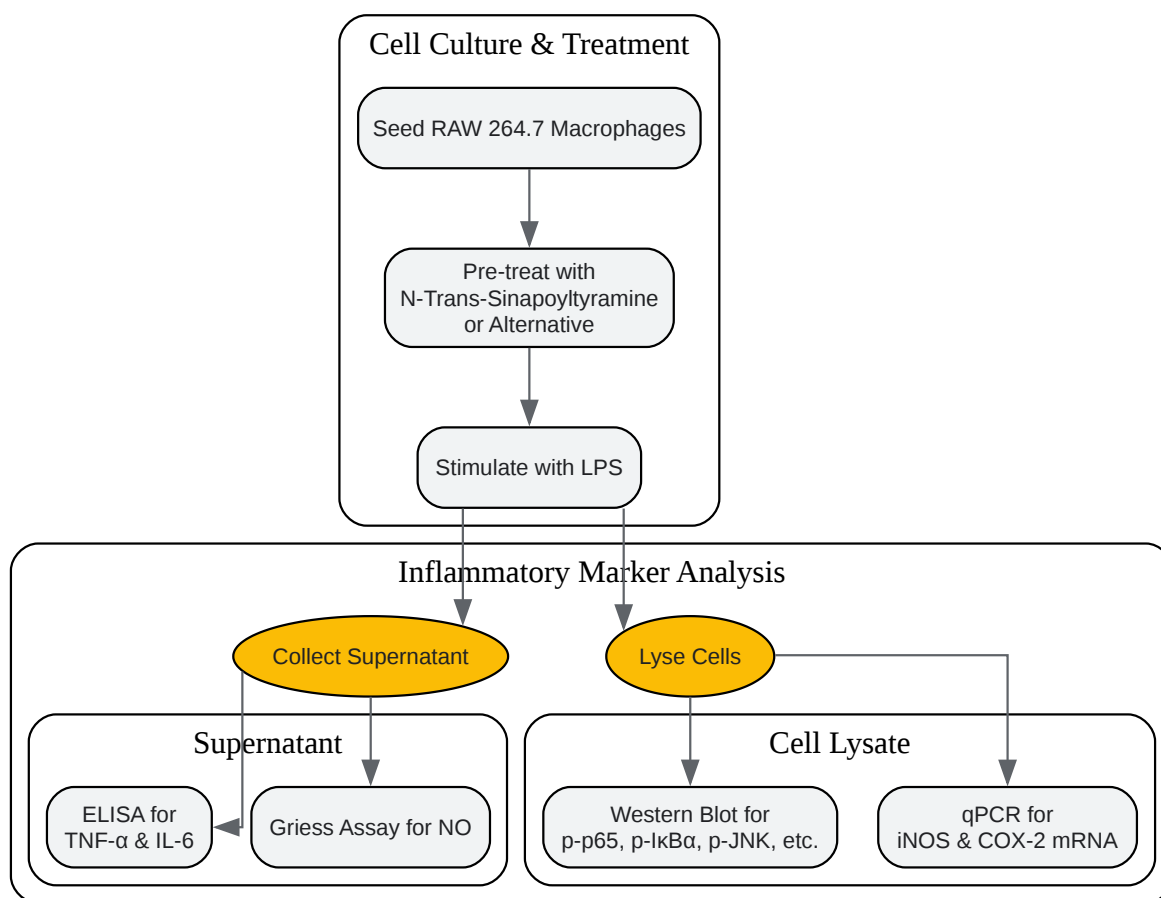 Cell Culture & Treatment
Seed RAW 264.7 Macrophages
Pre-treat with
N-Trans-Sinapoyltyramine
or Alternative
Stimulate with LPS
Inflammatory Marker Analysis
Collect Supernatant
Lyse Cells
Supernatant
ELISA for
TNF-α & IL-6
Griess Assay for NO
Cell Lysate
Western Blot for
p-p65, p-IκBα, p-JNK, etc.
qPCR for
iNOS & COX-2 mRNA